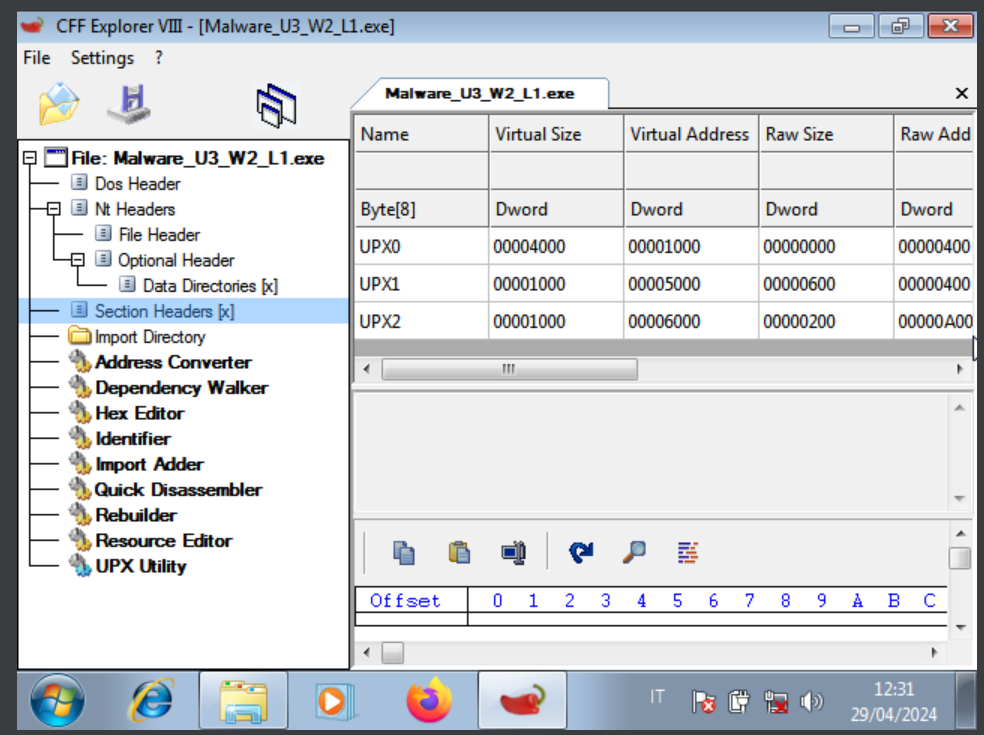 CFF Explorer VIII - [Malware_U3_W2_L1.exe]
File Settings ?
Malware_U3_W2_L1.exe
File: Malware_U3_W2_L1.exe
Dos Header
Nt Headers
File Header
Optional Header
Data Directories [x]
Section Headers [x]
Import Directory
Address Converter
Dependency Walker
Hex Editor
Identifier
Import Adder
Quick Disassembler
Rebuilder
Resource Editor
UPX Utility
Name Virtual Size Virtual Address Raw Size Raw Add
Byte[8] Dword Dword Dword Dword
UPX0 00004000 00001000 00000000 00000400
UPX1 00001000 00005000 00000600 00000400
UPX2 00001000 00006000 00000200 00000A00
Offset 0 1 2 3 4 5 6 7 8 9 A B C
IT
12:31
29/04/2024